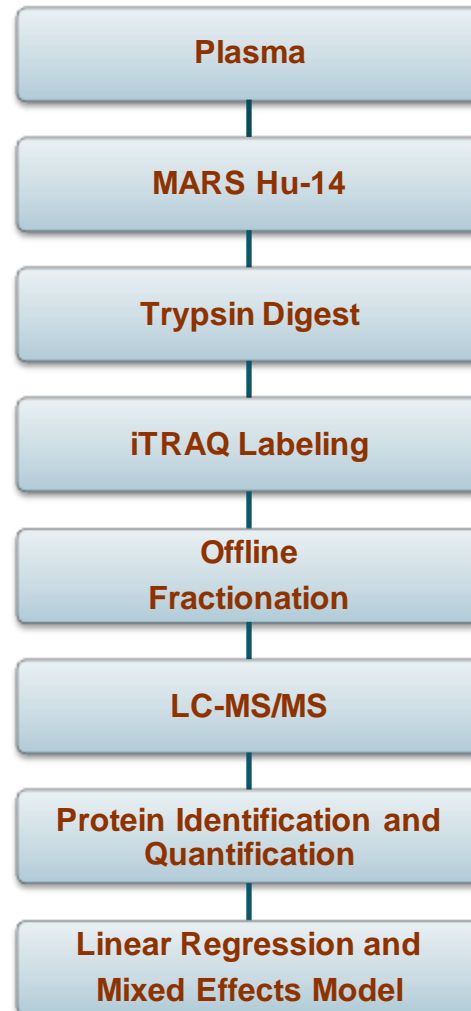 Plasma
MARS Hu-14
Trypsin Digest
iTRAQ Labeling
Offline
Fractionation
LC-MS/MS
Protein Identification and
Quantification
Linear Regression and
Mixed Effects Model